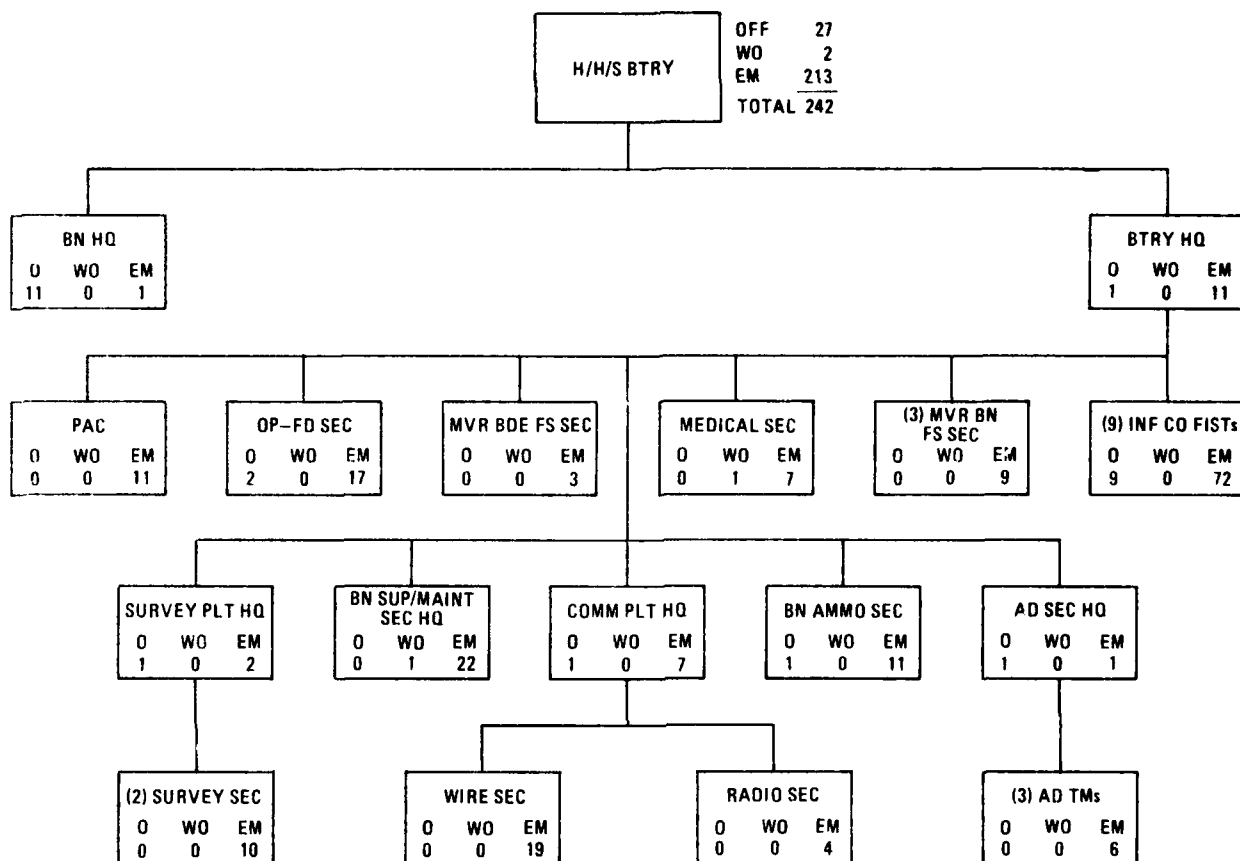 H/H/S BTRY
OFF 27
WO 2
EM 213
TOTAL 242
BN HQ
O WO EM
11 0 1
BTRY HQ
O WO EM
1 0 11
PAC
O WO EM
0 0 11
OP-FD SEC
O WO EM
2 0 17
MVR BDE FS SEC
O WO EM
0 0 3
MEDICAL SEC
O WO EM
0 1 7
(3) MVR BN
FS SEC
O WO EM
0 0 9
(9) INF CO FISTs
O WO EM
9 0 72
SURVEY PLT HQ
O WO EM
1 0 2
BN SUP/MAINT
SEC HQ
O WO EM
0 1 22
COMM PLT HQ
O WO EM
1 0 7
BN AMMO SEC
O WO EM
1 0 11
AD SEC HQ
O WO EM
1 0 1
(2) SURVEY SEC
O WO EM
0 0 10
WIRE SEC
O WO EM
0 0 19
RADIO SEC
O WO EM
0 0 4
(3) AD TMs
O WO EM
0 0 6